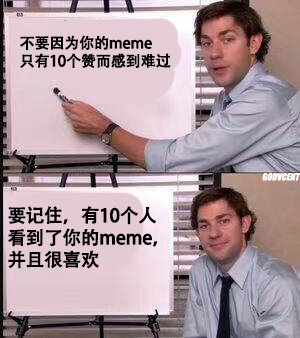 不要因为你的meme
只有10个赞而感到难过
GODVCENT
要记住，有10个人
看到了你的meme,
并且很喜欢